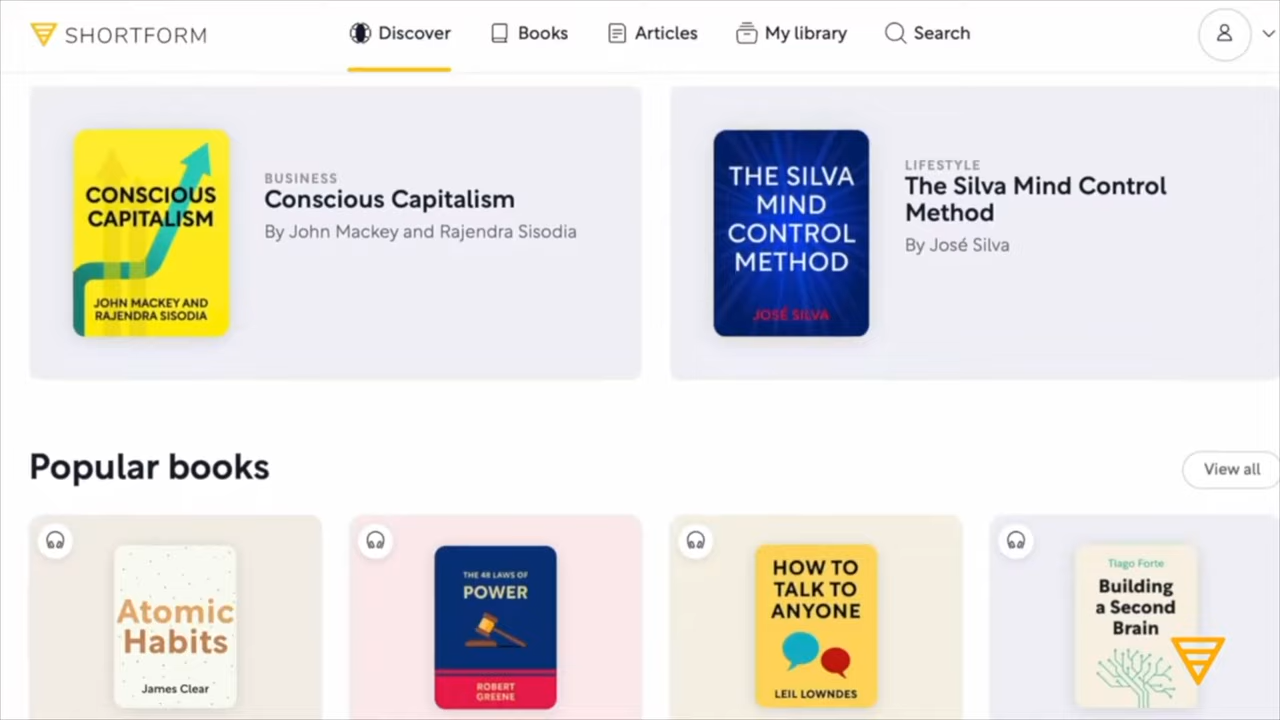 SHORTFORM
Discover
Books
Articles
My library
Search
CONSCIOUS
CAPITALISM
JOHN MACKEY AND
RAJENDRA SISODIA
BUSINESS
Conscious Capitalism
By John Mackey and Rajendra Sisodia
THE SILVA
MIND
CONTROL
METHOD
JOSÉ SILVA
LIFESTYLE
The Silva Mind Control
Method
By José Silva
Popular books
View all
Atomic
Habits
James Clear
THE 48 LAWS OF
POWER
ROBERT
GREENE
HOW TO
TALK TO
ANYONE
LEIL LOWNDES
Tiago Forte
Building
a Second
Brain